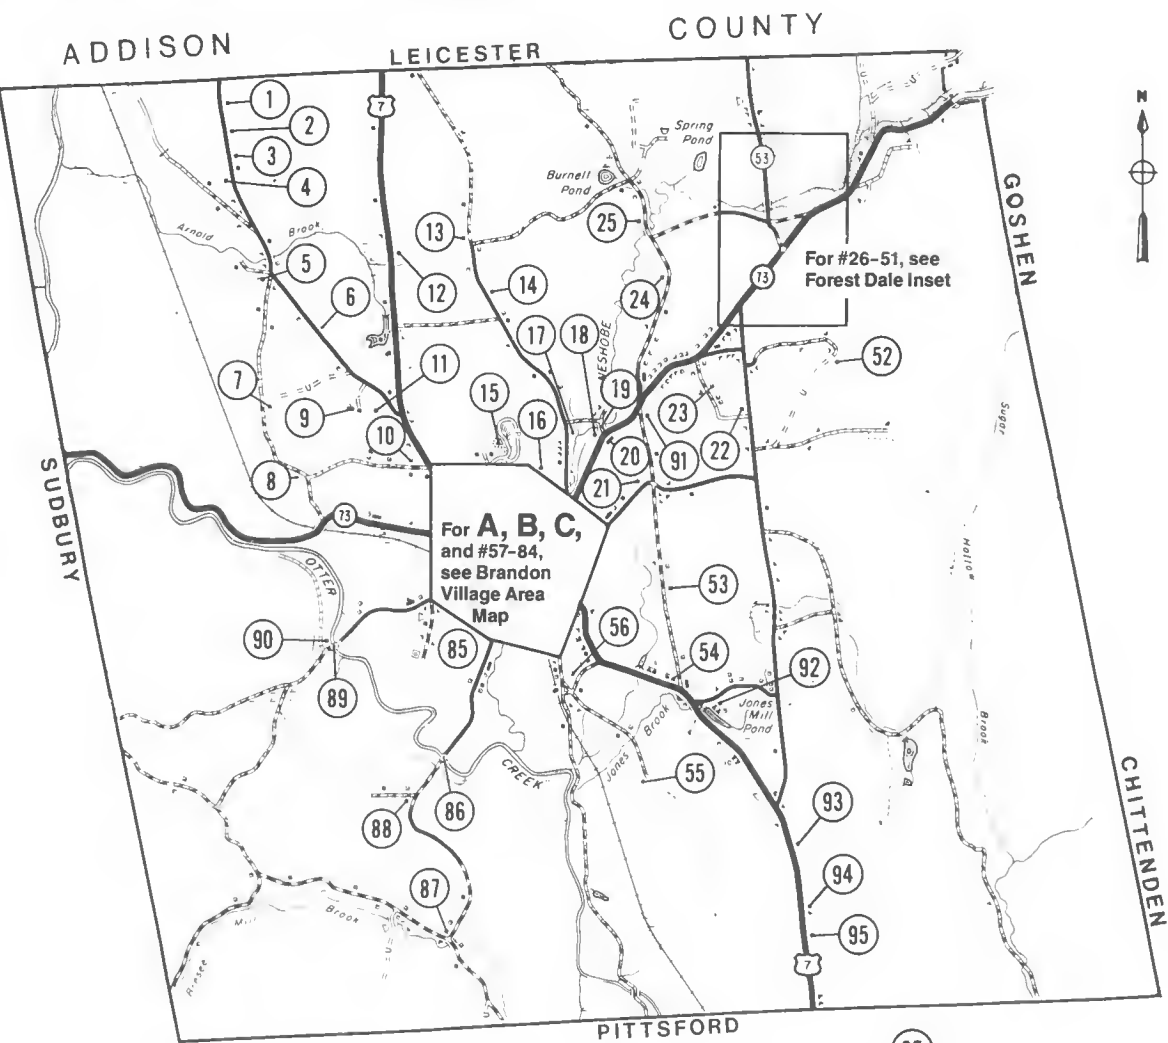 ADDISON
COUNTY
LEICESTER
1
7
2
3
4
Spring
Pond
53
N
Burnell
Pond
GOSHEN
Arnold
Brook
13
25
5
12
For #26-51, see
Forest Dale Inset
73
6
14
24
17
18
NESHOBE
52
7
11
15
19
9
16
23
Sugar
10
20
91
22
8
21
SUDBURY
73
For A, B, C,
and #57-84,
see Brandon
Village Area
Map
Hollow
OTTER
53
56
90
85
54
92
89
Jones
Mill
Pond
Brook
Brook
Jones
CREEK
55
CHITTENDEN
86
88
93
87
94
Mill
Brook
95
7
PITTSFORD